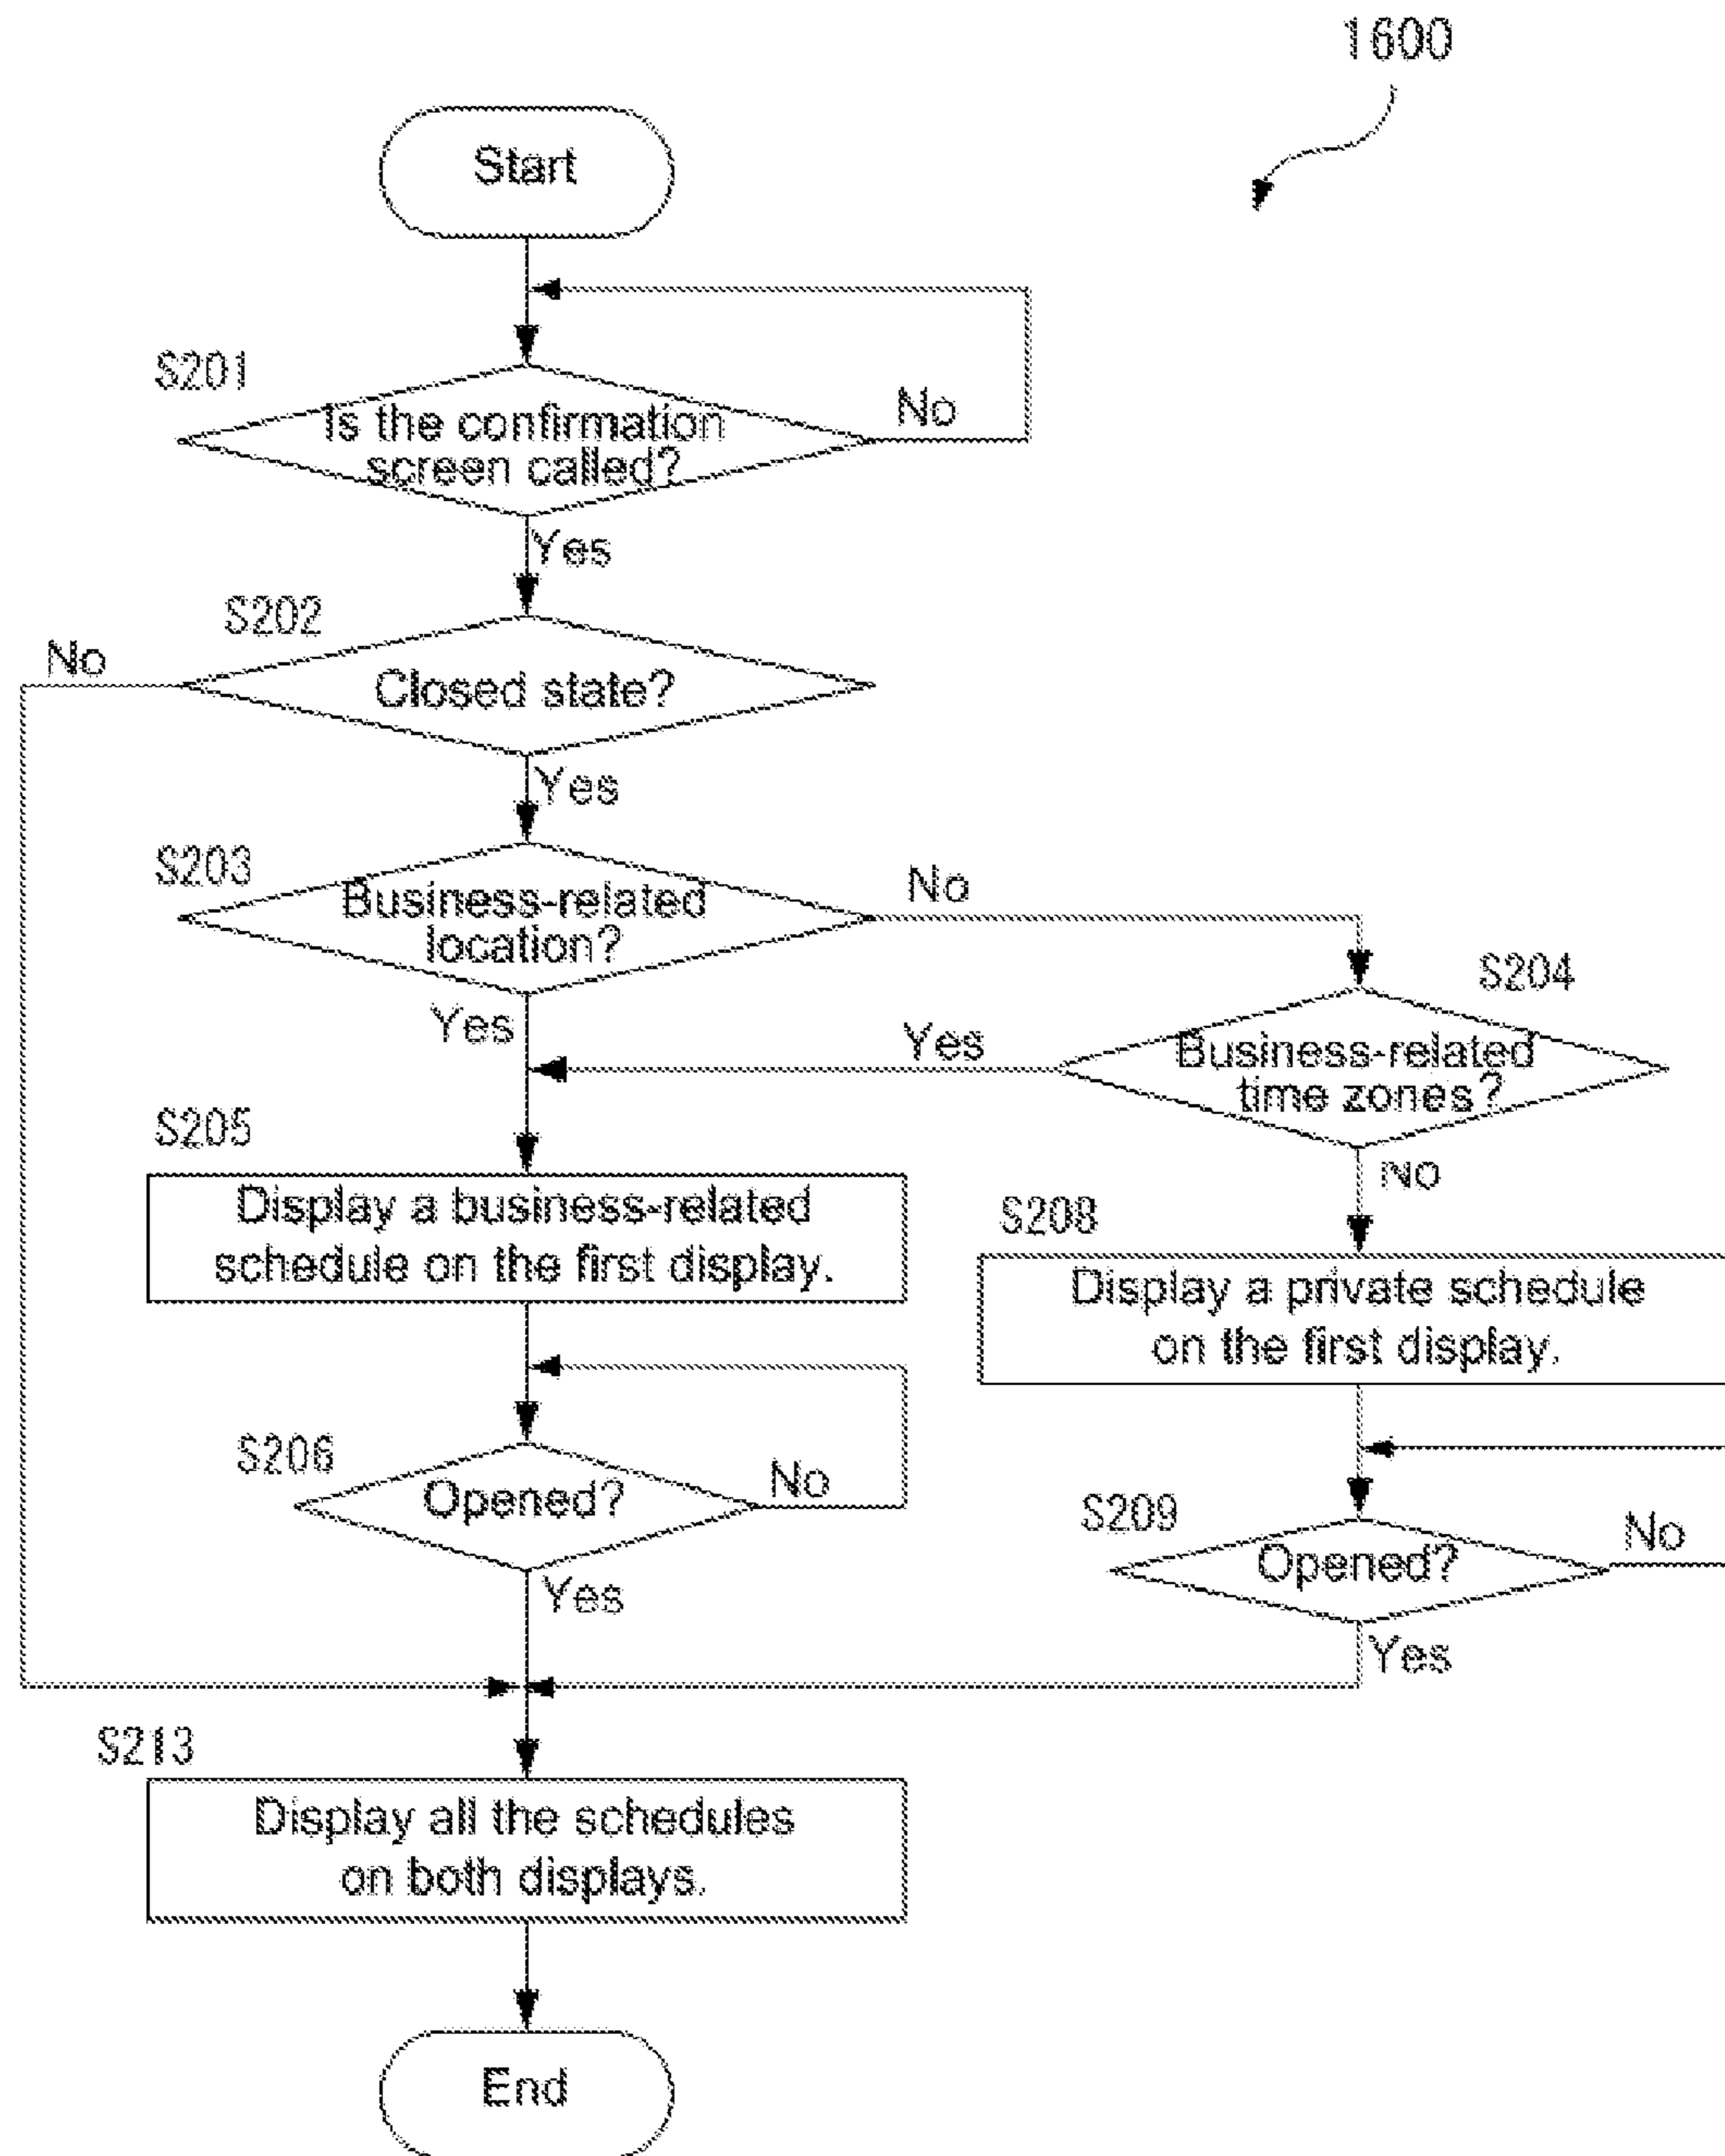 1600
Start
S201
Is the confirmation
screen called?
No
Yes
S202
No
Closed state?
Yes
S203
Business-related
location?
No
Yes
S204
Business-related
time zones?
Yes
No
S205
Display a business-related
schedule on the first display.
S208
Display a private schedule
on the first display.
S206
Opened?
No
Yes
S209
Opened?
No
Yes
S213
Display all the schedules
on both displays.
End